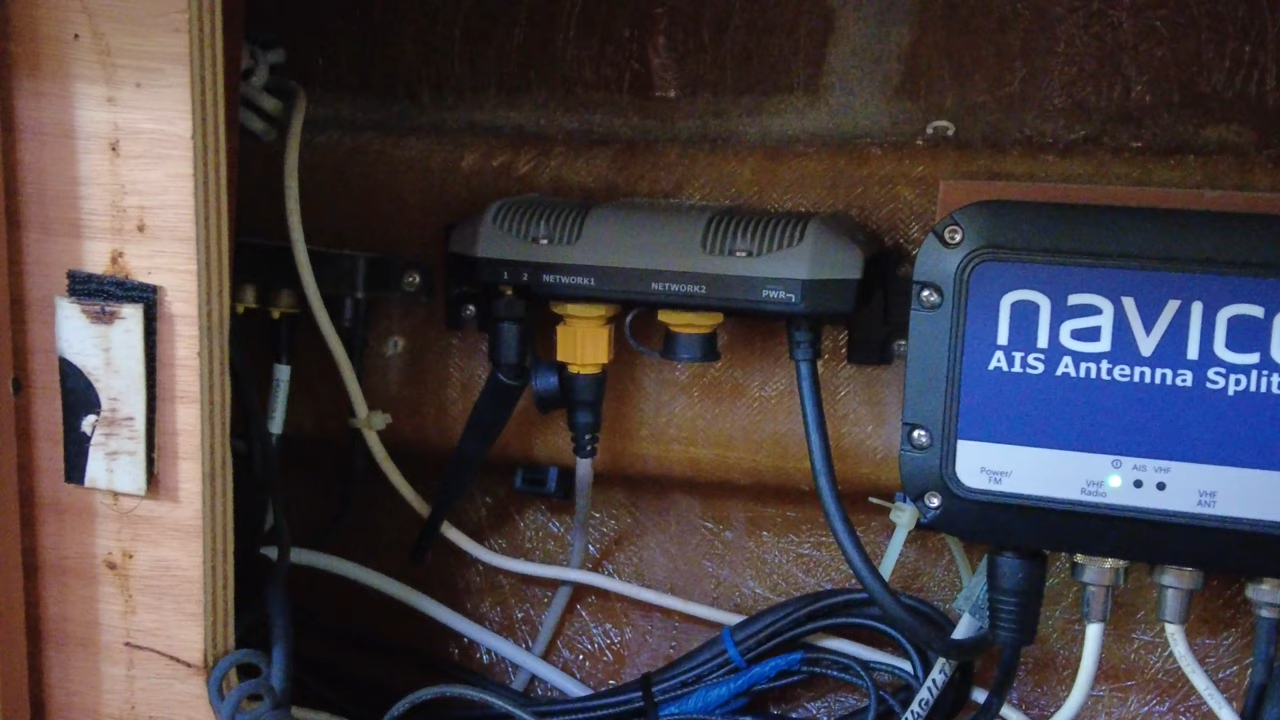 1 2 NETWORK1
NETWORK2
PWR
navico
AIS Antenna Split
AIS VHF
Power/
FM
VHF
Radio
VHF
ANT